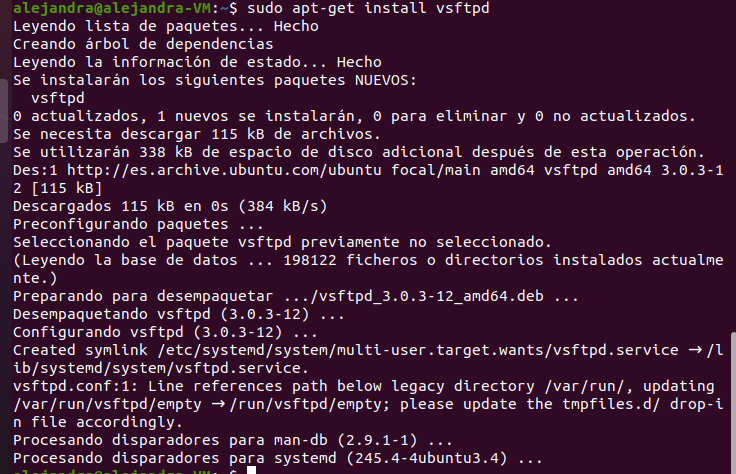 alejandra@alejandra-VM:~$ sudo apt-get install vsftpd
Leyendo lista de paquetes... Hecho
Creando árbol de dependencias
Leyendo la información de estado... Hecho
Se instalarán los siguientes paquetes NUEVOS:
  vsftpd
0 actualizados, 1 nuevos se instalarán, 0 para eliminar y 0 no actualizados.
Se necesita descargar 115 kB de archivos.
Se utilizarán 338 kB de espacio de disco adicional después de esta operación.
Des:1 http://es.archive.ubuntu.com/ubuntu focal/main amd64 vsftpd amd64 3.0.3-1
2 [115 kB]
Descargados 115 kB en 0s (384 kB/s)
Preconfigurando paquetes ...
Seleccionando el paquete vsftpd previamente no seleccionado.
(Leyendo la base de datos ... 198122 ficheros o directorios instalados actualme
nte.)
Preparando para desempaquetar .../vsftpd_3.0.3-12_amd64.deb ...
Desempaquetando vsftpd (3.0.3-12) ...
Configurando vsftpd (3.0.3-12) ...
Created symlink /etc/systemd/system/multi-user.target.wants/vsftpd.service → /l
ib/systemd/system/vsftpd.service.
vsftpd.conf:1: Line references path below legacy directory /var/run/, updating
/var/run/vsftpd/empty → /run/vsftpd/empty; please update the tmpfiles.d/ drop-i
n file accordingly.
Procesando disparadores para man-db (2.9.1-1) ...
Procesando disparadores para systemd (245.4-4ubuntu3.4) ...
alejandra@alejandra-VM:~$